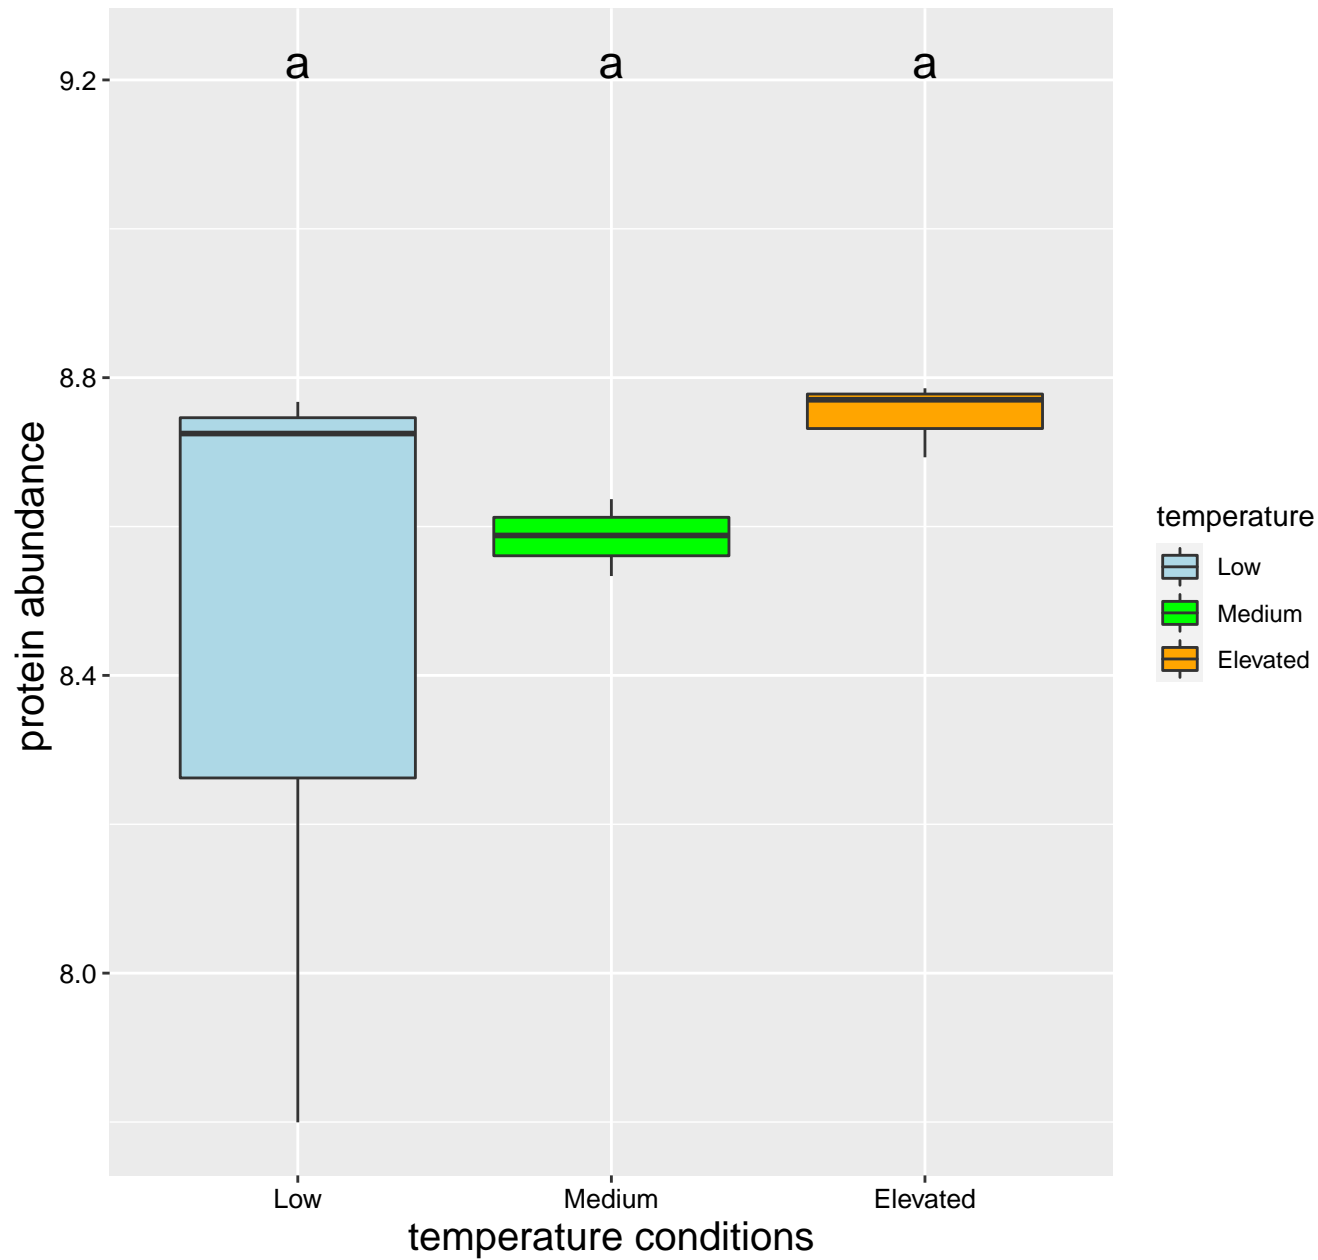 a a a
9.2
8.8
8.4
8.0
protein abundance
Low Medium Elevated
temperature conditions
temperature
Low
Medium
Elevated